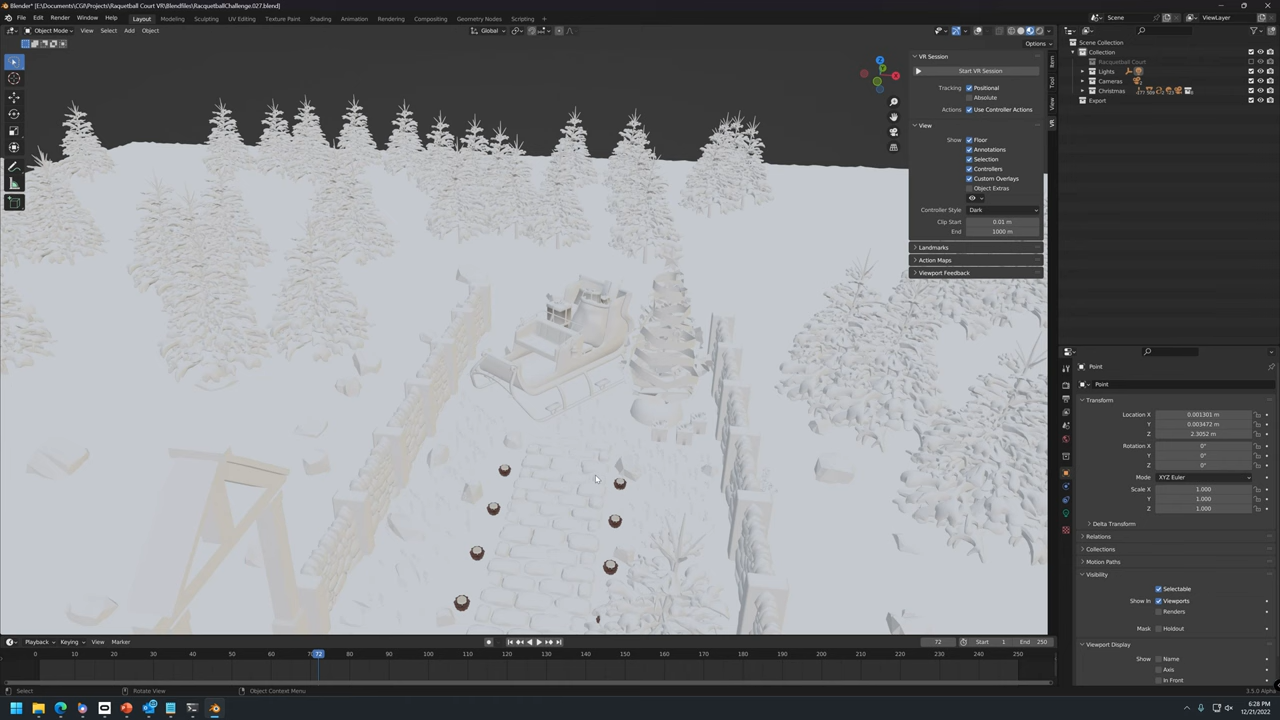 Blender* [E:\Documents\CGI\Projects\Raquetball Court VR\Blendfiles\RacquetballChallenge.027.blend]
File Edit Render Window Help Layout Modeling Sculpting UV Editing Texture Paint Shading Animation Rendering Compositing Geometry Nodes Scripting + Scene ViewLayer
Object Mode View Select Add Object Global
Options
VR Session
Start VR Session
Tracking Positional
Absolute
Actions Use Controller Actions
View
Show Floor
Annotations
Selection
Controllers
Custom Overlays
Object Extras
Controller Style Dark
Clip Start 0.01 m
End 1000 m
Landmarks
Action Maps
Viewport Feedback
Item
Tool
View
VR
Scene Collection
Collection
Racquetball Court
Lights
Cameras
Christmas
Export
Point
Point
Transform
Location X 0.001301 m
Y 0.003472 m
Z 2.3052 m
Rotation X 0°
Y 0°
Z 0°
Mode XYZ Euler
Scale X 1.000
Y 1.000
Z 1.000
Delta Transform
Relations
Collections
Motion Paths
Visibility
Selectable
Show In Viewports
Renders
Mask Holdout
Viewport Display
Show Name
Axis
In Front
Playback Keying View Marker 72 Start 1 End 250
0 20 40 60 72 80 90 100 110 120 130 140 150 160 170 180 190 200 210 220 230 240 250
Select Rotate View Object Context Menu 3.5.0 Alpha
6:28 PM
12/21/2022